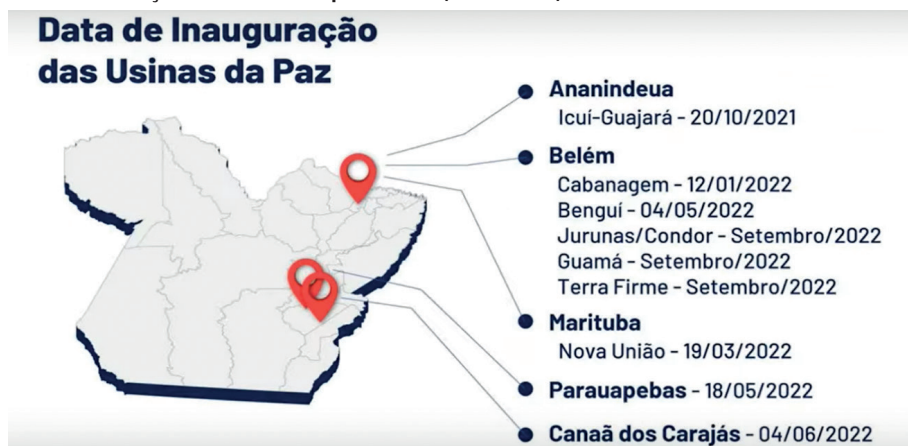 Data de Inauguração
das Usinas da Paz
Ananindeua
Icuí-Guajará - 20/10/2021
Belém
Cabanagem - 12/01/2022
Benguí - 04/05/2022
Jurunas/Condor - Setembro/2022
Guamá - Setembro/2022
Terra Firme - Setembro/2022
Marituba
Nova União - 19/03/2022
Parauapebas - 18/05/2022
Canaã dos Carajás - 04/06/2022